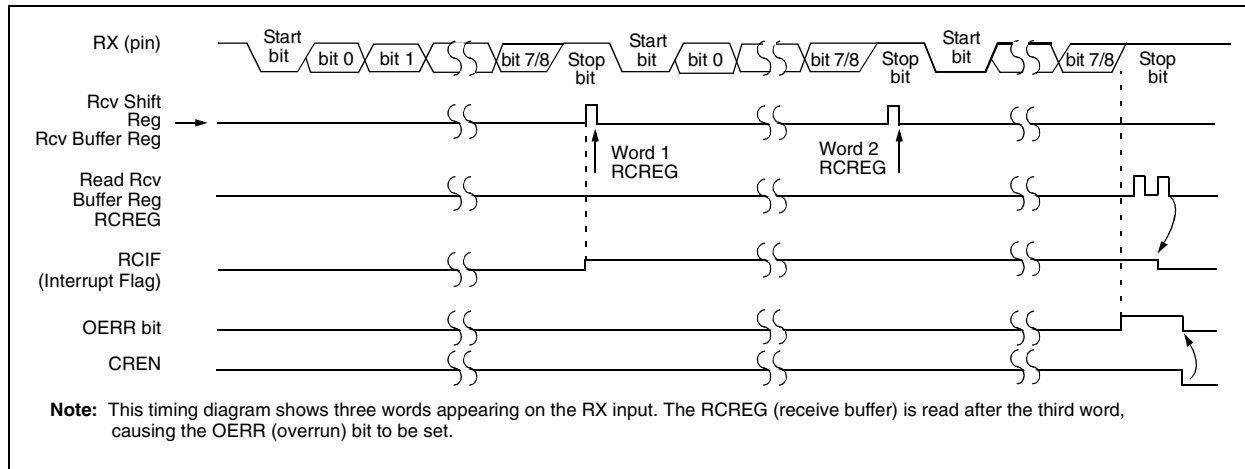 RX (pin)
Start
bit
bit 0
bit 1
bit 7/8
Stop
bit
Start
bit
bit 0
bit 7/8
Stop
bit
Start
bit
bit 7/8
Stop
bit
Rcv Shift
Reg
Rcv Buffer Reg
Word 1
RCREG
Word 2
RCREG
Read Rcv
Buffer Reg
RCREG
RCIF
(Interrupt Flag)
OERR bit
CREN
Note: This timing diagram shows three words appearing on the RX input. The RCREG (receive buffer) is read after the third word,
causing the OERR (overrun) bit to be set.